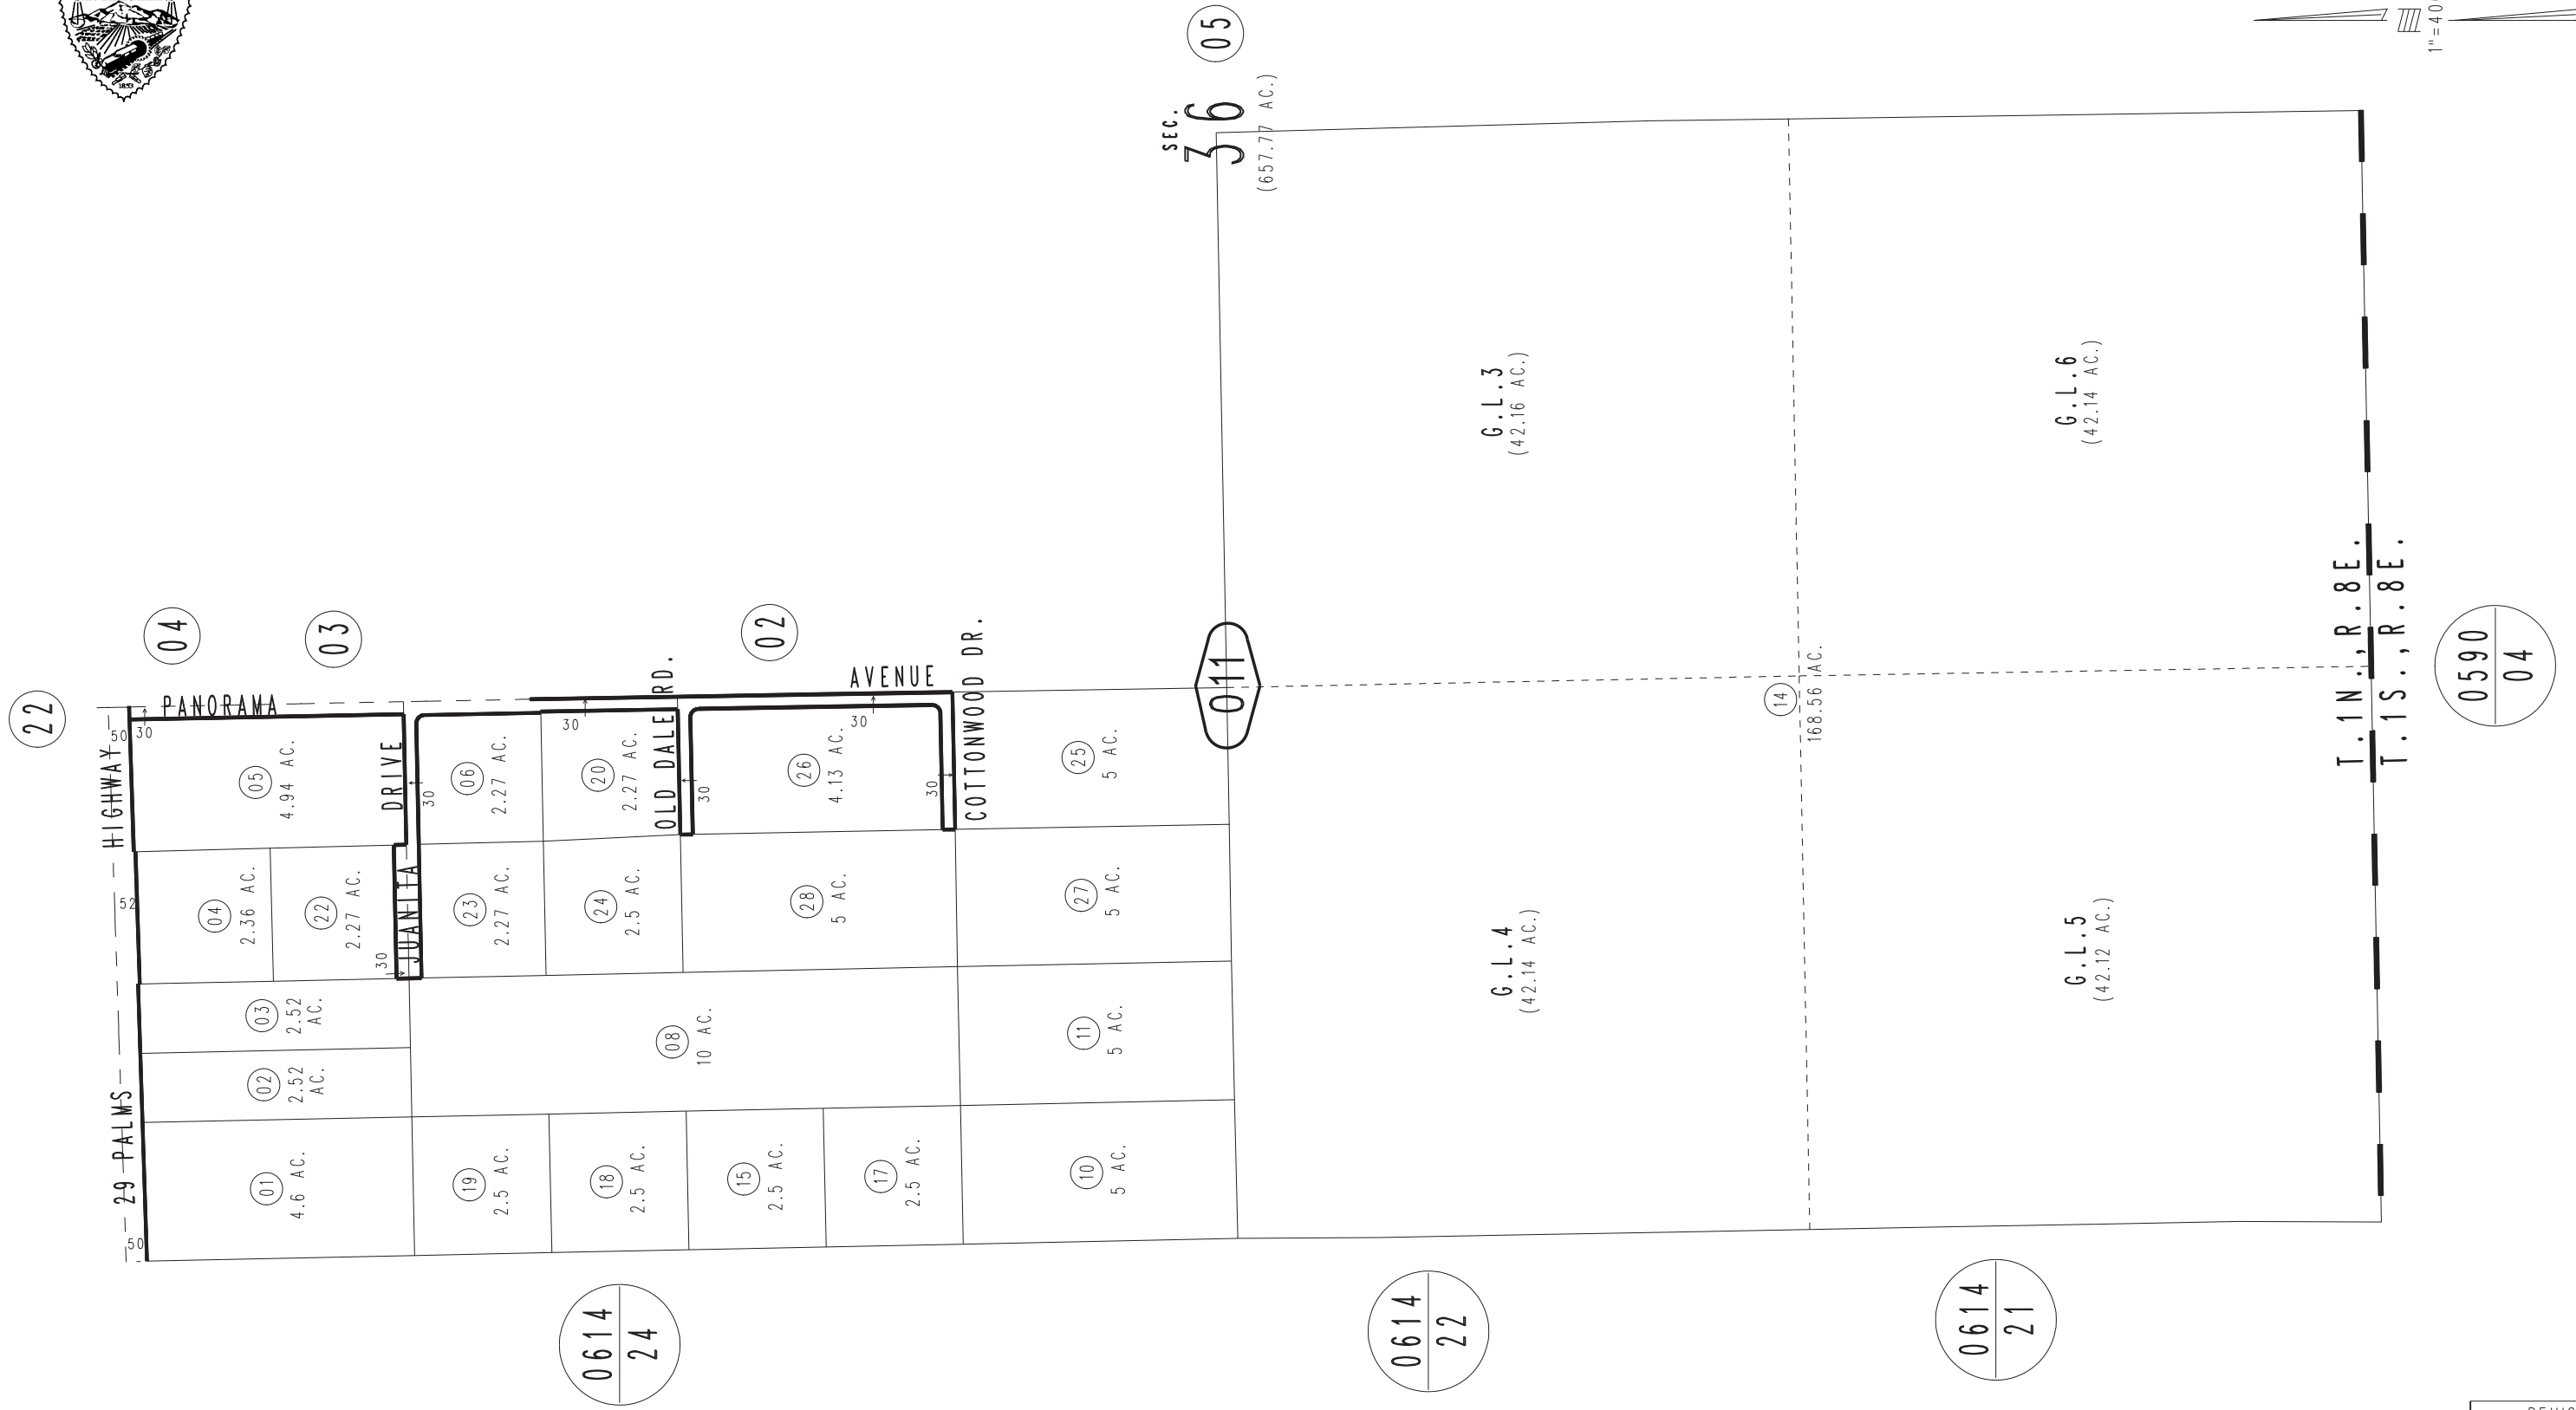 1853
SEC.
36
(657.77 AC.)
05
22
04
03
02
29 PALMS
HIGHWAY
50
52
50
30
PANORAMA
AVENUE
JUANITA
DRIVE
30
30
OLD DALE RD.
30
30
COTTONWOOD DR.
30
30
05
4.94 AC.
06
2.27 AC.
20
2.27 AC.
26
4.13 AC.
25
5 AC.
04
2.36 AC.
22
2.27 AC.
23
2.27 AC.
24
2.5 AC.
28
5 AC.
27
5 AC.
03
2.52
AC.
02
2.52
AC.
08
10 AC.
11
5 AC.
01
4.6 AC.
19
2.5 AC.
18
2.5 AC.
15
2.5 AC.
17
2.5 AC.
10
5 AC.
011
G.L.3
(42.16 AC.)
G.L.6
(42.14 AC.)
14
168.56 AC.
G.L.4
(42.14 AC.)
G.L.5
(42.12 AC.)
T.1N.,R.8E.
T.1S.,R.8E.
0590
04
0614
24
0614
22
0614
21